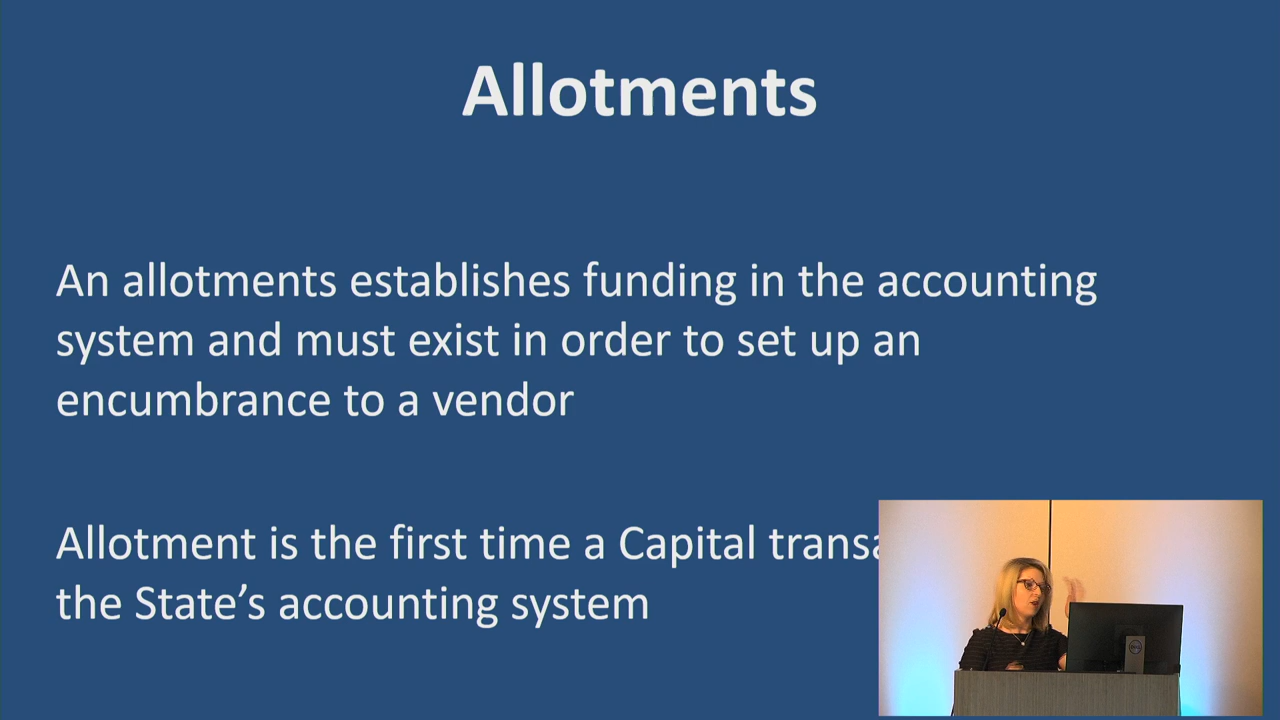 Allotments
An allotments establishes funding in the accounting
system and must exist in order to set up an
encumbrance to a vendor
Allotment is the first time a Capital
the State’s accounting system